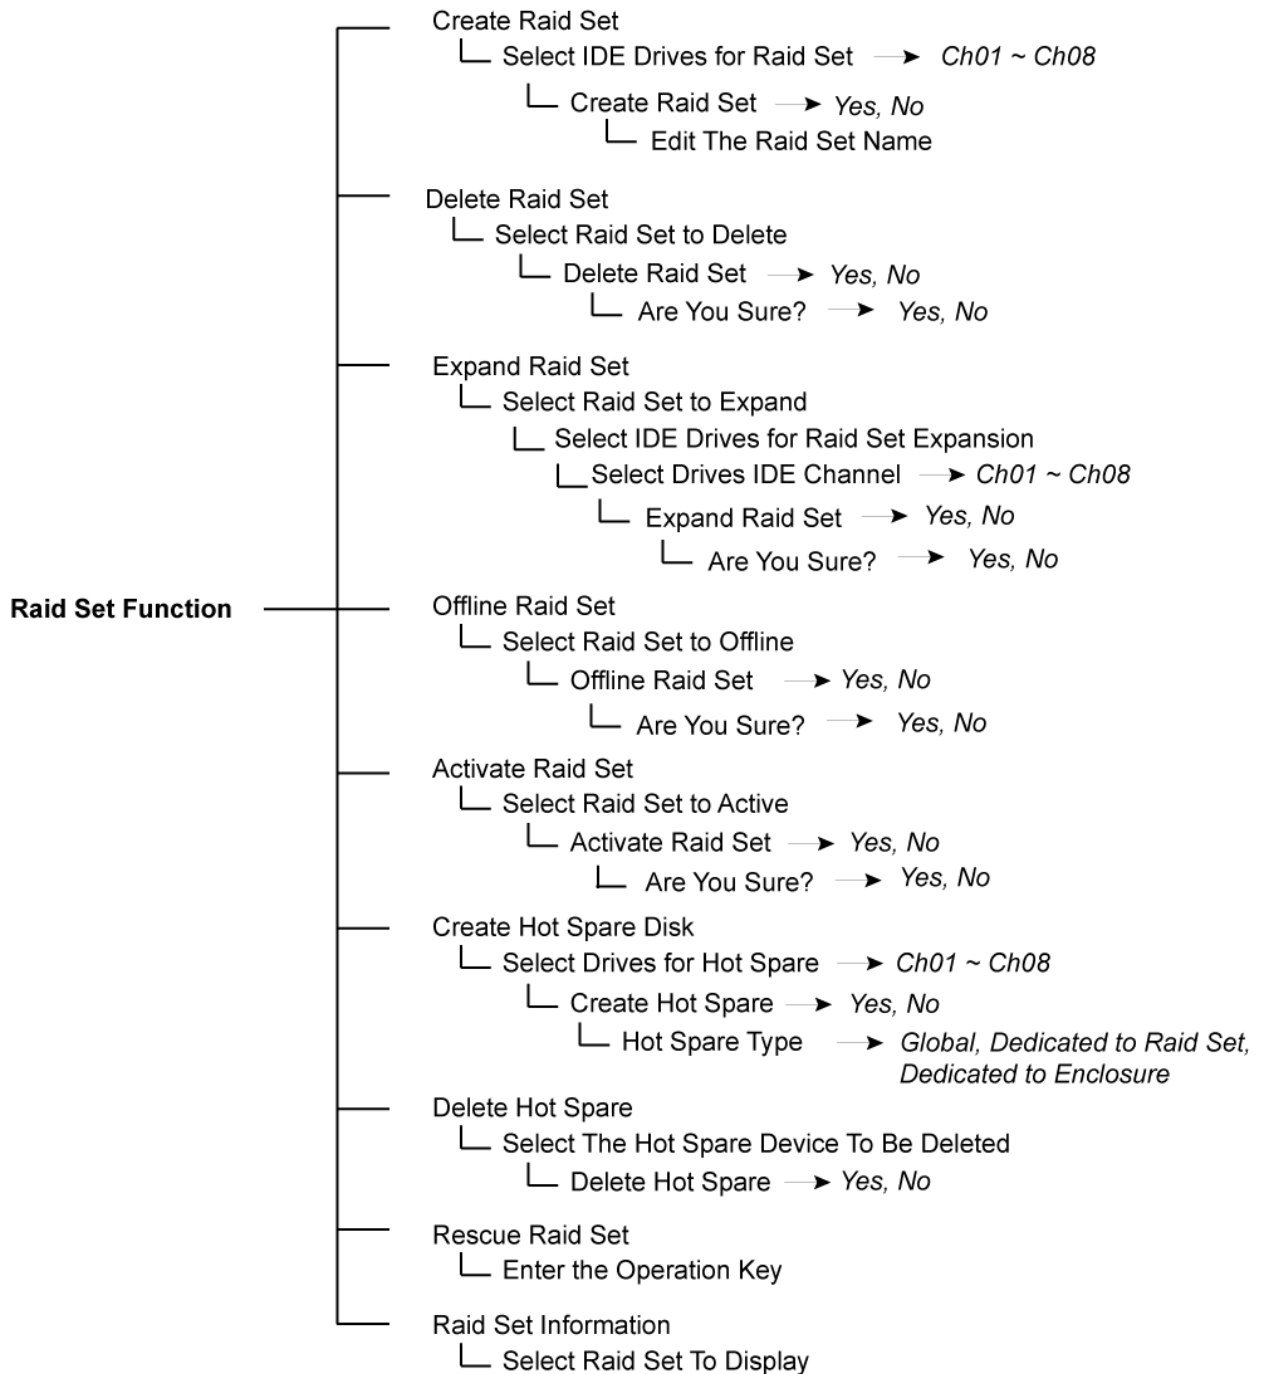 Create Raid Set
Select IDE Drives for Raid Set Ch01 ~ Ch08
Create Raid Set Yes, No
Edit The Raid Set Name
Delete Raid Set
Select Raid Set to Delete
Delete Raid Set Yes, No
Are You Sure? Yes, No
Expand Raid Set
Select Raid Set to Expand
Select IDE Drives for Raid Set Expansion
Select Drives IDE Channel Ch01 ~ Ch08
Expand Raid Set Yes, No
Are You Sure? Yes, No
Raid Set Function
Offline Raid Set
Select Raid Set to Offline
Offline Raid Set Yes, No
Are You Sure? Yes, No
Activate Raid Set
Select Raid Set to Active
Activate Raid Set Yes, No
Are You Sure? Yes, No
Create Hot Spare Disk
Select Drives for Hot Spare Ch01 ~ Ch08
Create Hot Spare Yes, No
Hot Spare Type Global, Dedicated to Raid Set,
Dedicated to Enclosure
Delete Hot Spare
Select The Hot Spare Device To Be Deleted
Delete Hot Spare Yes, No
Rescue Raid Set
Enter the Operation Key
Raid Set Information
Select Raid Set To Display